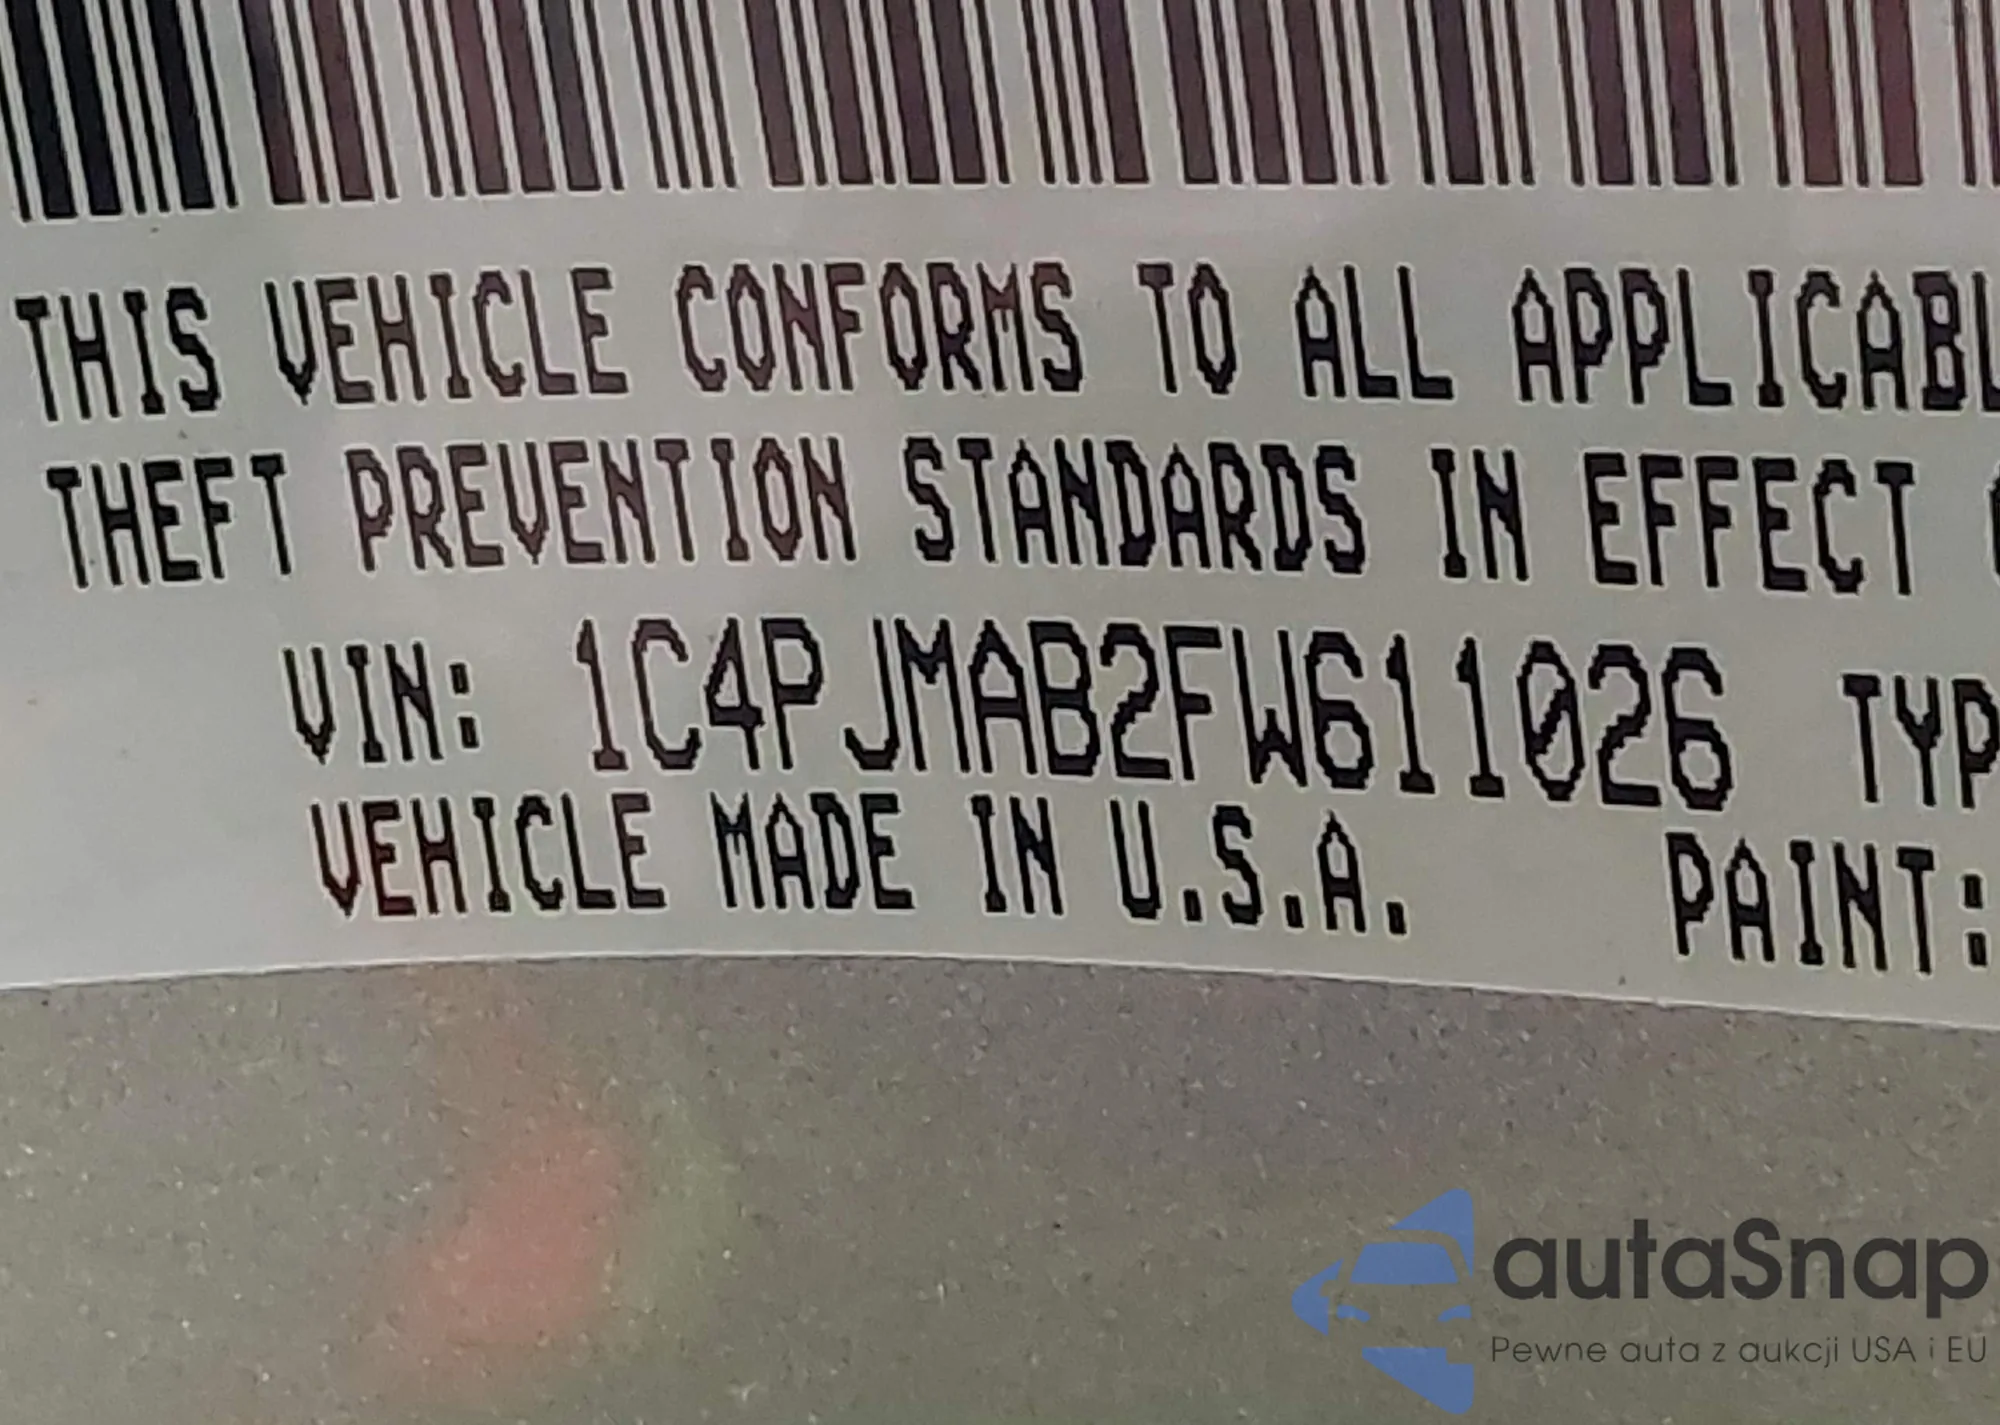 THIS VEHICLE CONFORMS TO ALL APPLICABL
THEFT PREVENTION STANDARDS IN EFFECT
VIN: 1C4PJMAB2FW611026 TYP
VEHICLE MADE IN U.S.A. PAINT:
autaSnap
Pewne auta z aukcji USA i EU